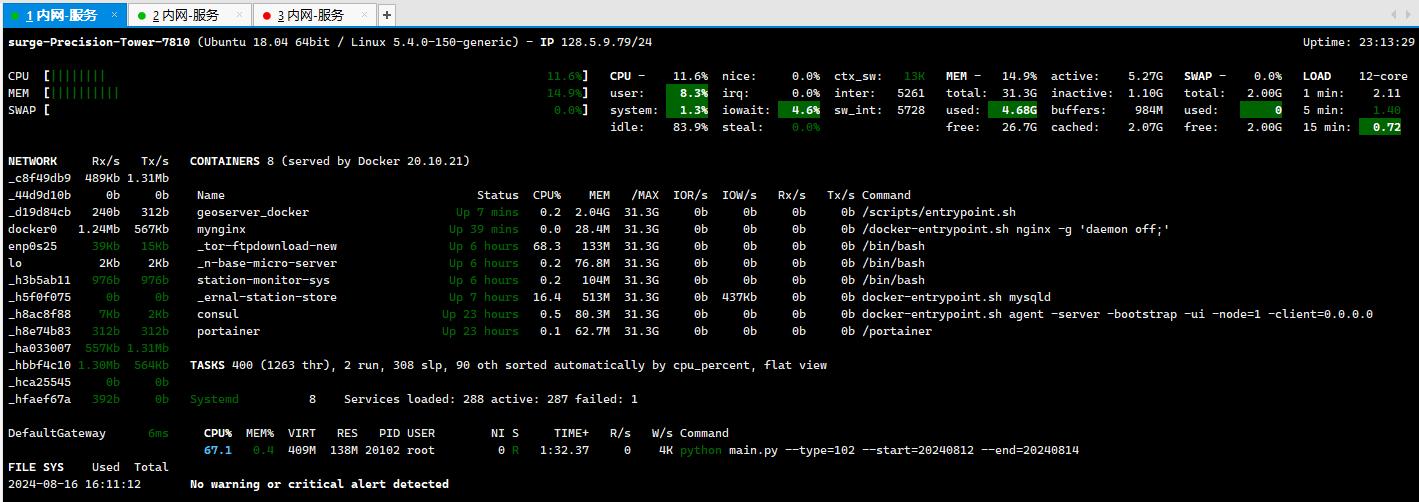 1 内网-服务 × 2 内网-服务 × 3 内网-服务 × +
surge-Precision-Tower-7810 (Ubuntu 18.04 64bit / Linux 5.4.0-150-generic) - IP 128.5.9.79/24 Uptime: 23:13:29
CPU [|||||||| 11.6%] CPU - 11.6% nice: 0.0% ctx_sw: 13K MEM - 14.9% active: 5.27G SWAP - 0.0% LOAD 12-core
MEM [|||||||||| 14.9%] user: 8.3% irq: 0.0% inter: 5261 total: 31.3G inactive: 1.10G total: 2.00G 1 min: 2.11
SWAP [ 0.0%] system: 1.3% iowait: 4.6% sw_int: 5728 used: 4.68G buffers: 984M used: 0 5 min: 1.40
idle: 83.9% steal: 0.0% free: 26.7G cached: 2.07G free: 2.00G 15 min: 0.72
NETWORK Rx/s Tx/s CONTAINERS 8 (served by Docker 20.10.21)
_c8f49db9 489Kb 1.31Mb
_44d9d10b 0b 0b Name Status CPU% MEM /MAX IOR/s IOW/s Rx/s Tx/s Command
_d19d84cb 240b 312b geoserver_docker Up 7 mins 0.2 2.04G 31.3G 0b 0b 0b 0b /scripts/entrypoint.sh
docker0 1.24Mb 567Kb mynginx Up 39 mins 0.0 28.4M 31.3G 0b 0b 0b 0b /docker-entrypoint.sh nginx -g 'daemon off;'
enp0s25 39Kb 15Kb _tor-ftpdownload-new Up 6 hours 68.3 133M 31.3G 0b 0b 0b 0b /bin/bash
lo 2Kb 2Kb _n-base-micro-server Up 6 hours 0.2 76.8M 31.3G 0b 0b 0b 0b /bin/bash
_h3b5ab11 976b 976b station-monitor-sys Up 6 hours 0.2 104M 31.3G 0b 0b 0b 0b /bin/bash
_h5f0f075 0b 0b _ernal-station-store Up 7 hours 16.4 513M 31.3G 0b 437Kb 0b 0b docker-entrypoint.sh mysqld
_h8ac8f88 7Kb 2Kb consul Up 23 hours 0.5 80.3M 31.3G 0b 0b 0b 0b docker-entrypoint.sh agent -server -bootstrap -ui -node=1 -client=0.0.0.0
_h8e74b83 312b 312b portainer Up 23 hours 0.1 62.7M 31.3G 0b 0b 0b 0b /portainer
_ha033007 557Kb 1.31Mb
_hbbf4c10 1.30Mb 564Kb TASKS 400 (1263 thr), 2 run, 308 slp, 90 oth sorted automatically by cpu_percent, flat view
_hca25545 0b 0b
_hfaef67a 392b 0b Systemd 8 Services loaded: 288 active: 287 failed: 1
DefaultGateway 6ms CPU% MEM% VIRT RES PID USER NI S TIME+ R/s W/s Command
67.1 0.4 409M 138M 20102 root 0 R 1:32.37 0 4K python main.py --type=102 --start=20240812 --end=20240814
FILE SYS Used Total
2024-08-16 16:11:12 No warning or critical alert detected